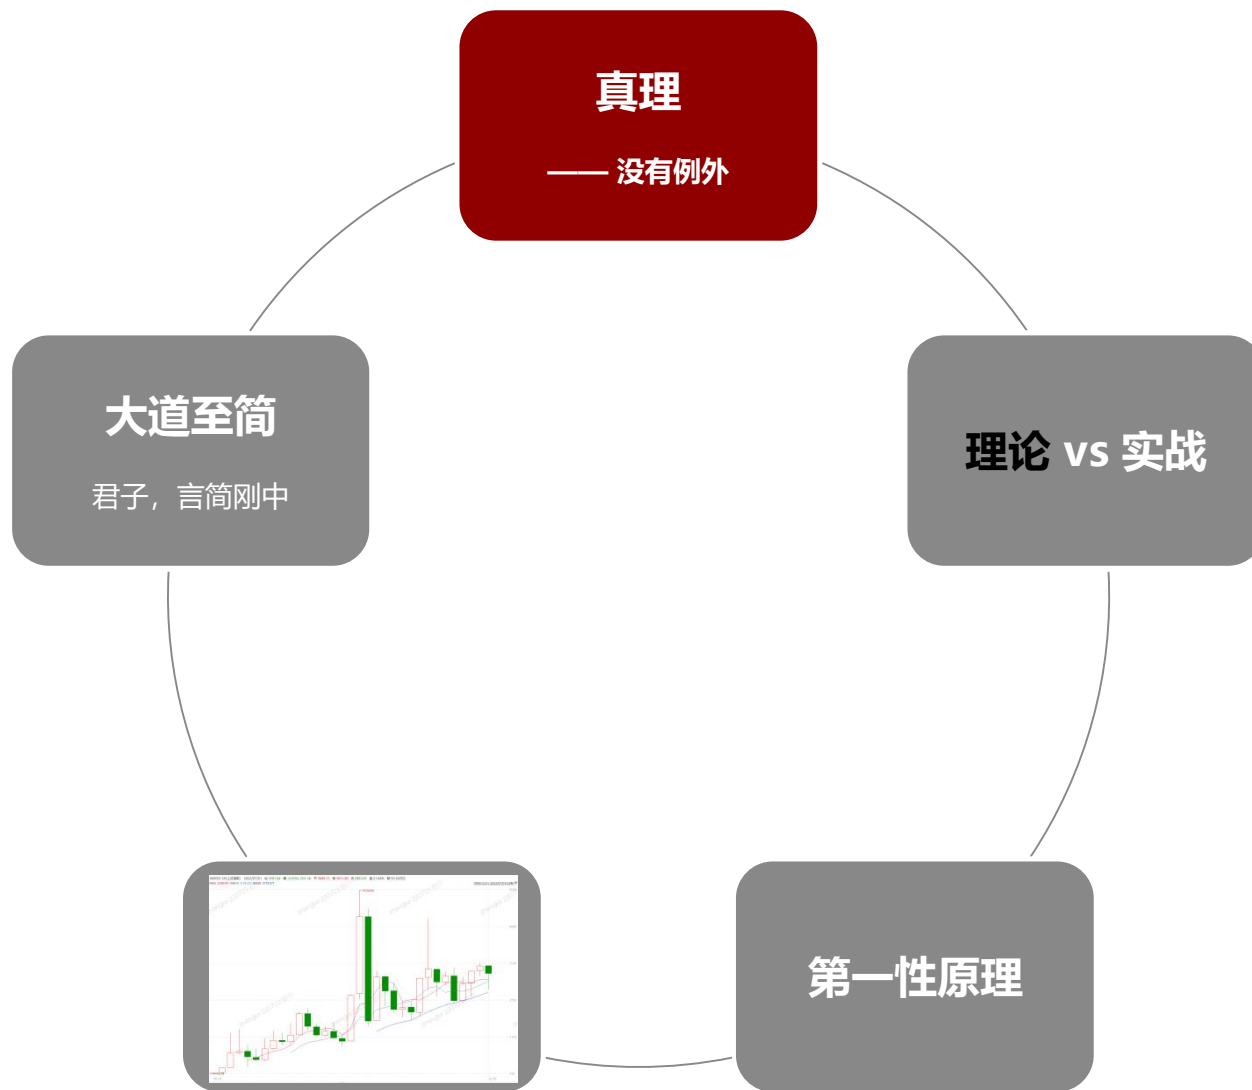 真理
—— 没有例外
大道至简
君子，言简刚中
理论 vs 实战
第一性原理